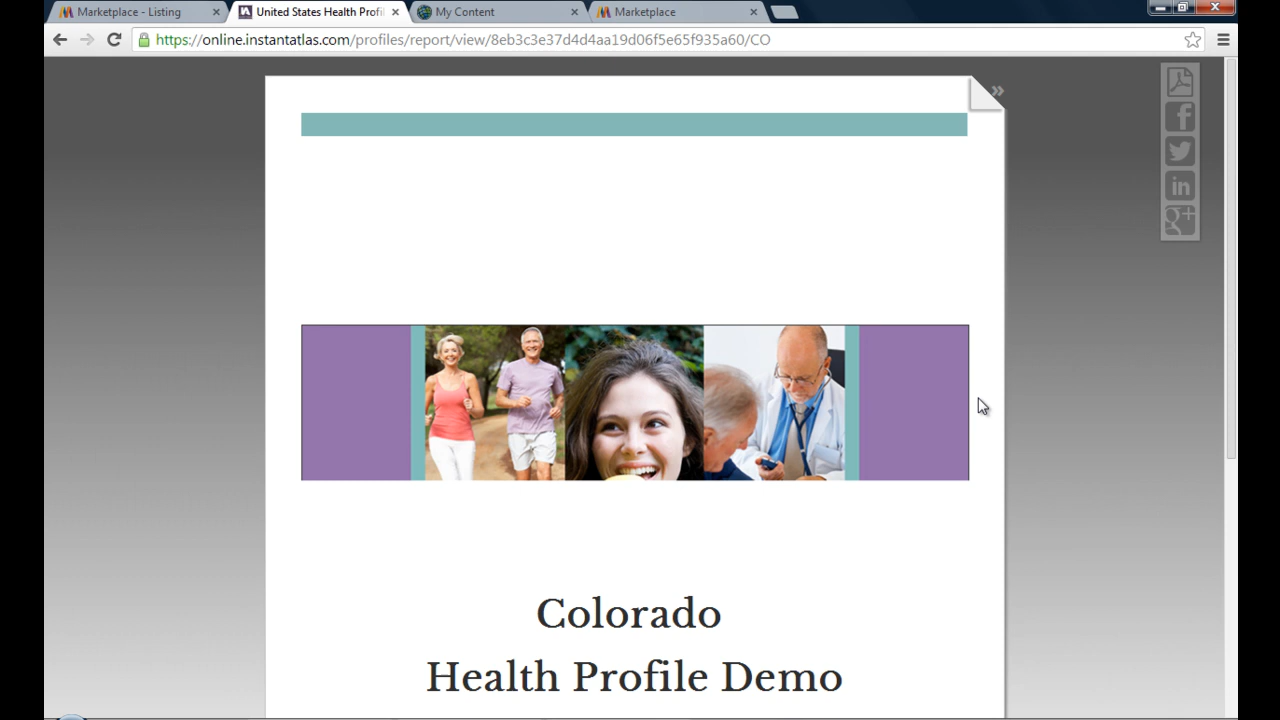 Marketplace - Listing
United States Health Profil
My Content
Marketplace
https://online.instantatlas.com/profiles/report/view/8eb3c3e37d4d4aa19d06f5e65f935a60/CO
Colorado
Health Profile Demo